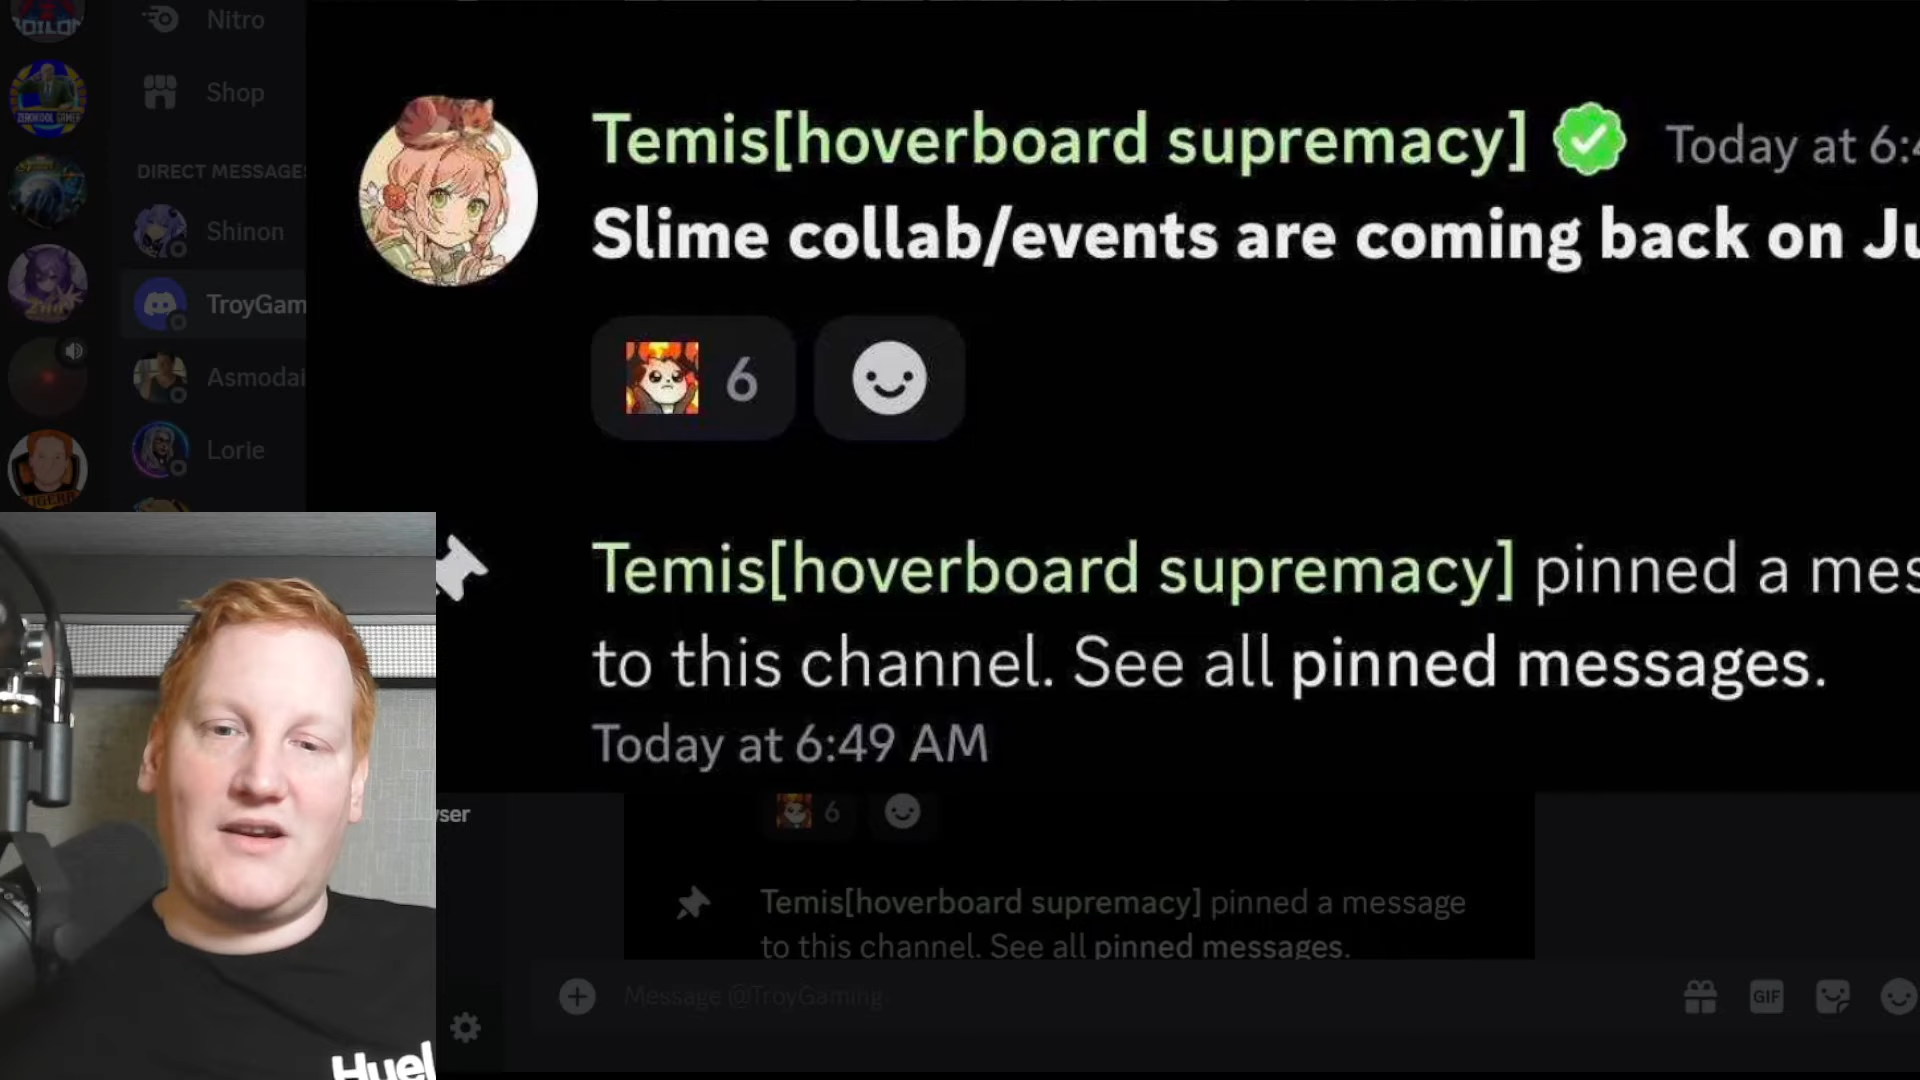 Nitro
Shop
DIRECT MESSAGES
Shinon
TroyGam
Asmodai
Lorie
Temis[hoverboard supremacy] Today at 6:4
Slime collab/events are coming back on Ju
6
Temis[hoverboard supremacy] pinned a mes
to this channel. See all pinned messages.
Today at 6:49 AM
ser
6
Temis[hoverboard supremacy] pinned a message
to this channel. See all pinned messages.
Message @TroyGaming
GIF
Huel